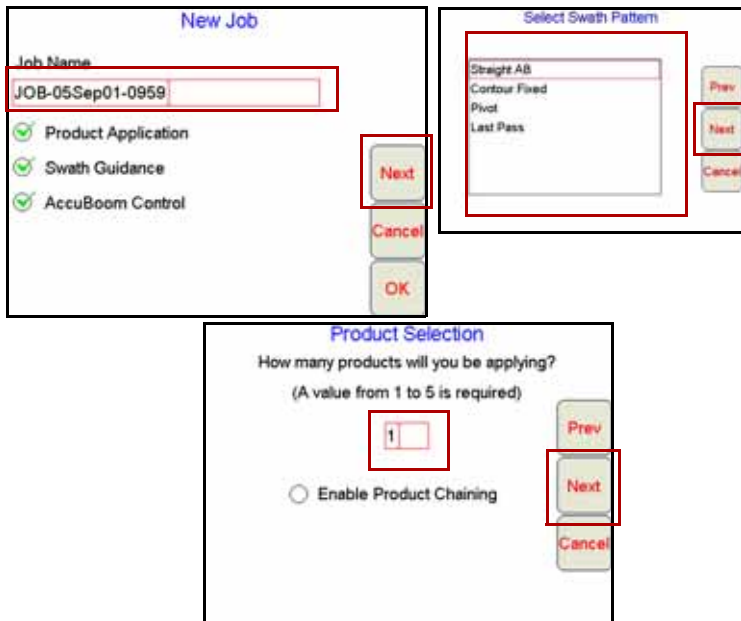 New Job
Job Name
JOB-05Sep01-0959
Product Application
Swath Guidance
AccuBoom Control
Next
Cancel
OK
Select Swath Pattern
Straight AB
Contour Fixed
Pivot
Last Pass
Prev
Next
Cancel
Product Selection
How many products will you be applying?
(A value from 1 to 5 is required)
1
Enable Product Chaining
Prev
Next
Cancel